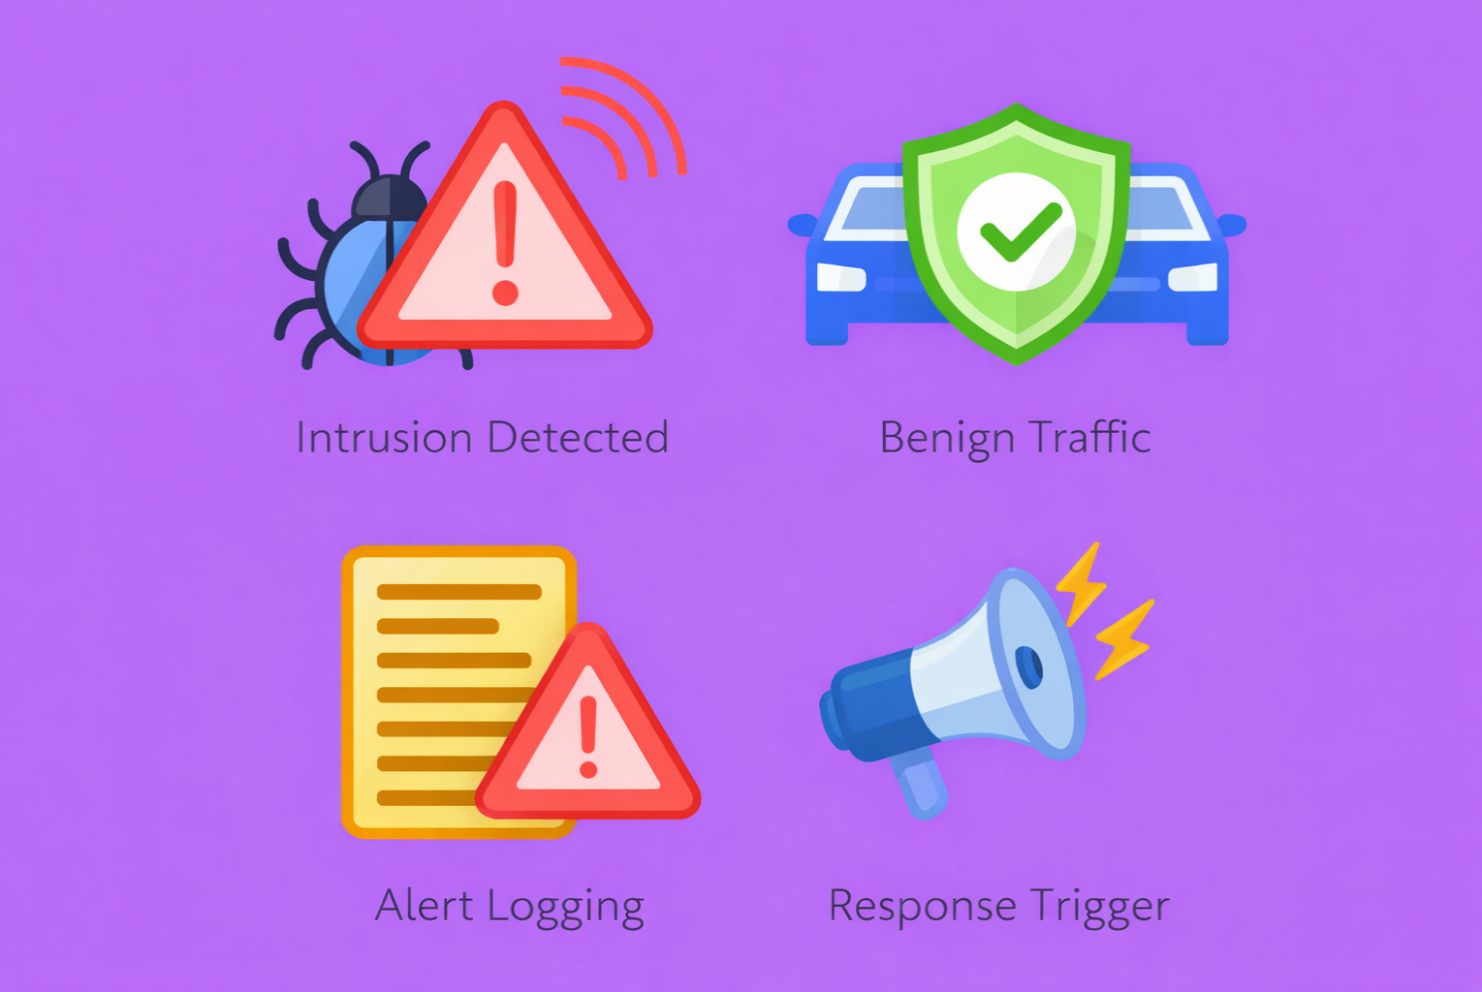 Intrusion Detected
Benign Traffic
Alert Logging
Response Trigger